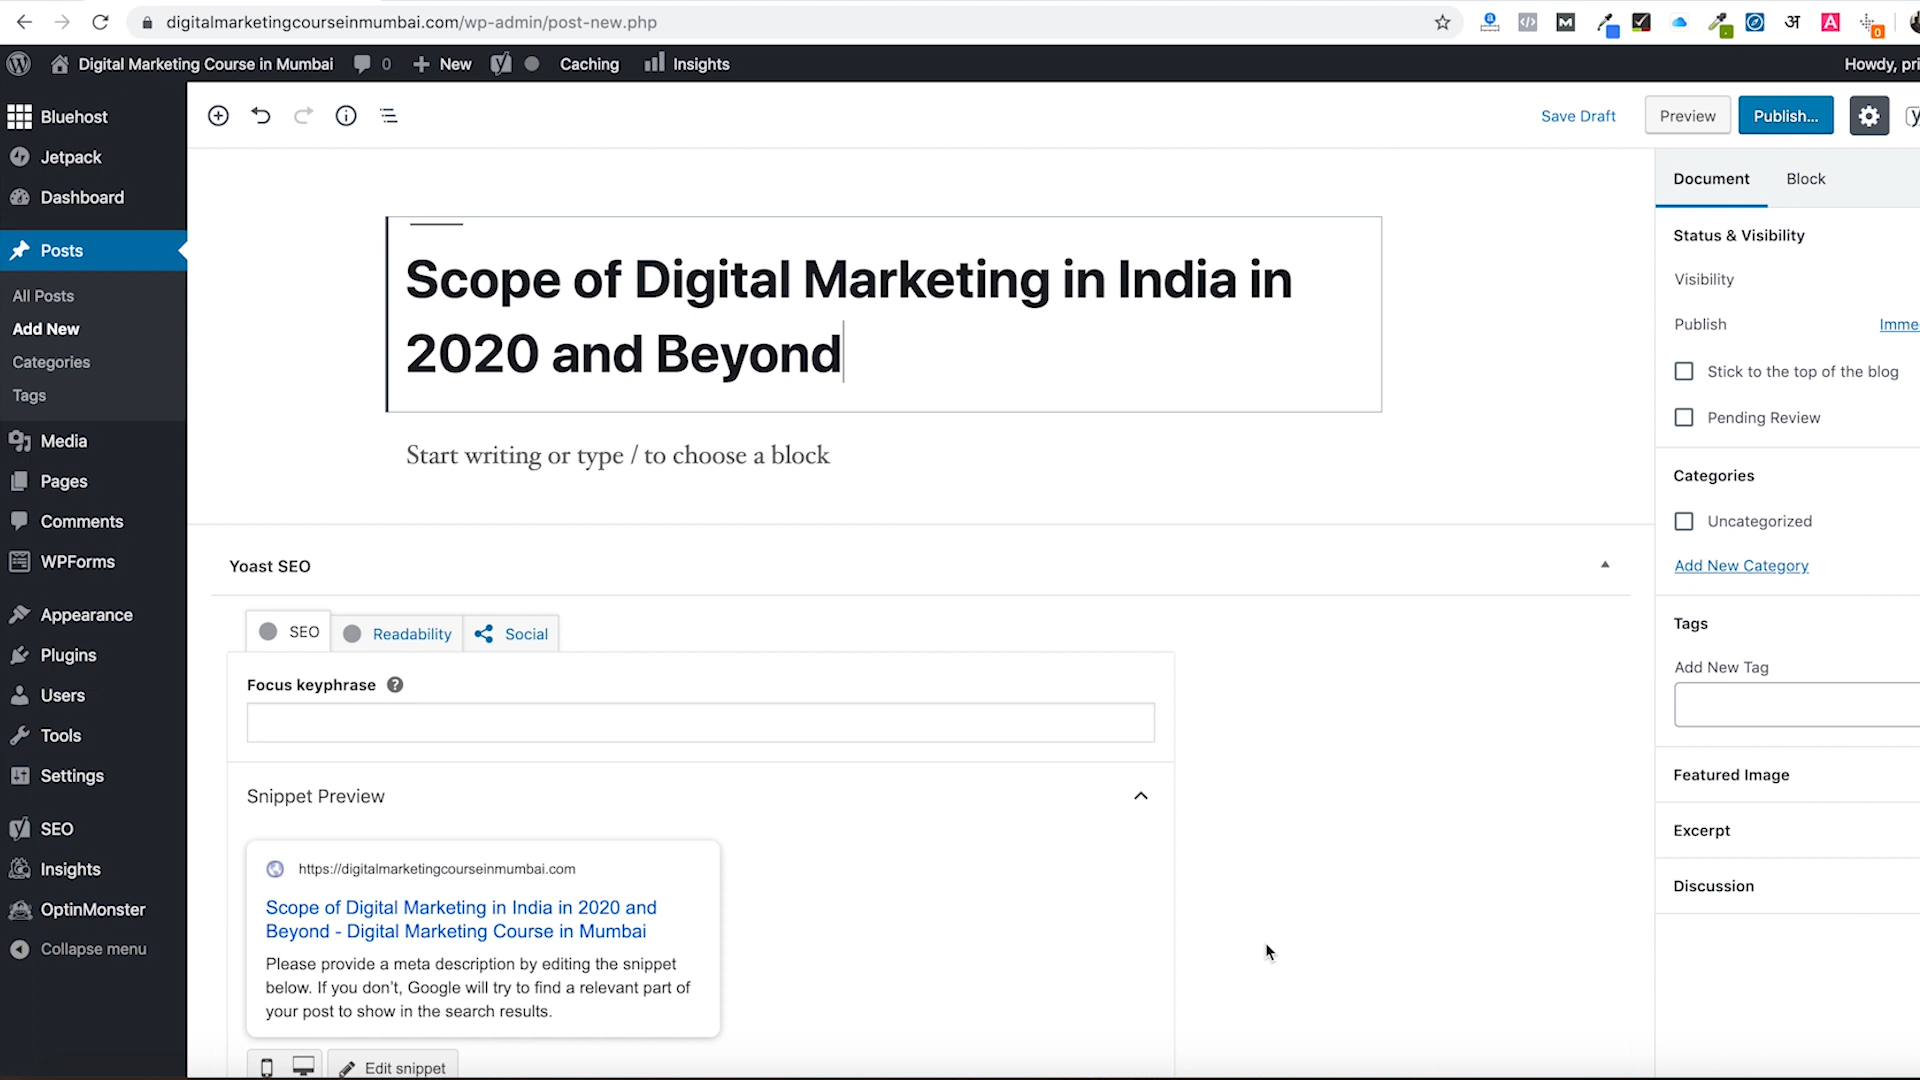 digitalmarketingcourseinmumbai.com/wp-admin/post-new.php
Digital Marketing Course in Mumbai
0
New
Caching
Insights
Howdy, pri
Bluehost
Jetpack
Dashboard
Posts
All Posts
Add New
Categories
Tags
Media
Pages
Comments
WPForms
Appearance
Plugins
Users
Tools
Settings
SEO
Insights
OptinMonster
Collapse menu
Save Draft
Preview
Publish...
Scope of Digital Marketing in India in
2020 and Beyond
Start writing or type / to choose a block
Yoast SEO
SEO
Readability
Social
Focus keyphrase
Snippet Preview
https://digitalmarketingcourseinmumbai.com
Scope of Digital Marketing in India in 2020 and
Beyond - Digital Marketing Course in Mumbai
Please provide a meta description by editing the snippet
below. If you don't, Google will try to find a relevant part of
your post to show in the search results.
Edit snippet
Document
Block
Status & Visibility
Visibility
Publish
Imme
Stick to the top of the blog
Pending Review
Categories
Uncategorized
Add New Category
Tags
Add New Tag
Featured Image
Excerpt
Discussion